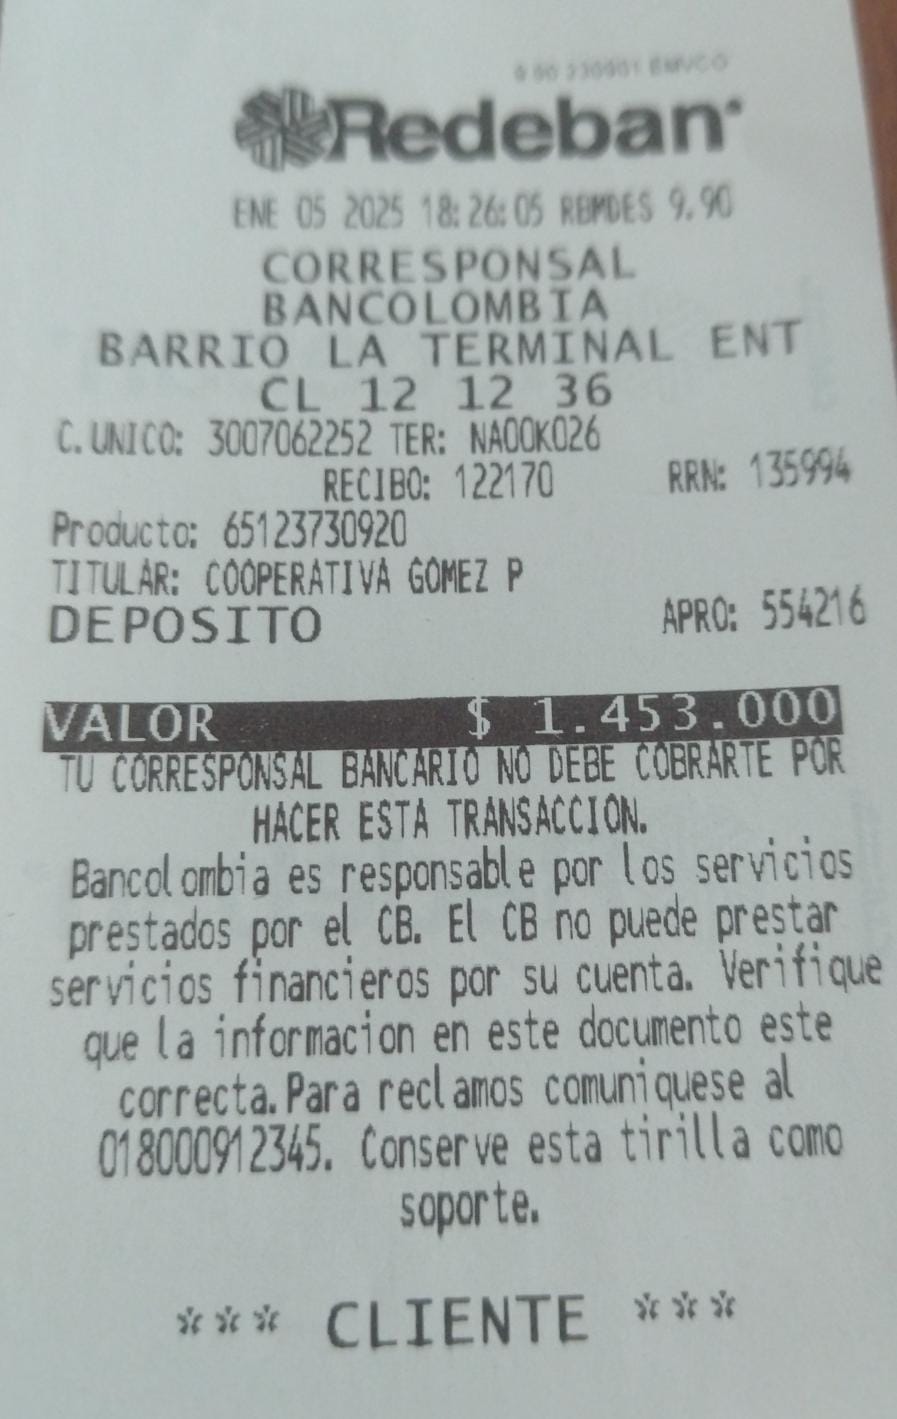 Redeban
ENE 05 2025 18:26:05 RBMDES 9.90
CORRESPONSAL
BANCOLOMBIA
BARRIO LA TERMINAL ENT
CL 12 12 36
C. UNICO: 3007062252 TER: NA00K026
RECIBO: 122170 RRN: 135994
Producto: 65123730920
TITULAR: COOPERATIVA GOMEZ P
DEPOSITO APRO: 554216
VALOR $ 1.453.000
TU CORRESPONSAL BANCARIO NO DEBE COBRARTE POR
HACER ESTA TRANSACCION.
Bancolombia es responsable por los servicios
prestados por el CB. El CB no puede prestar
servicios financieros por su cuenta. Verifique
que la informacion en este documento este
correcta. Para reclamos comuniquese al
018000912345. Conserve esta tirilla como
soporte.
*** CLIENTE ***